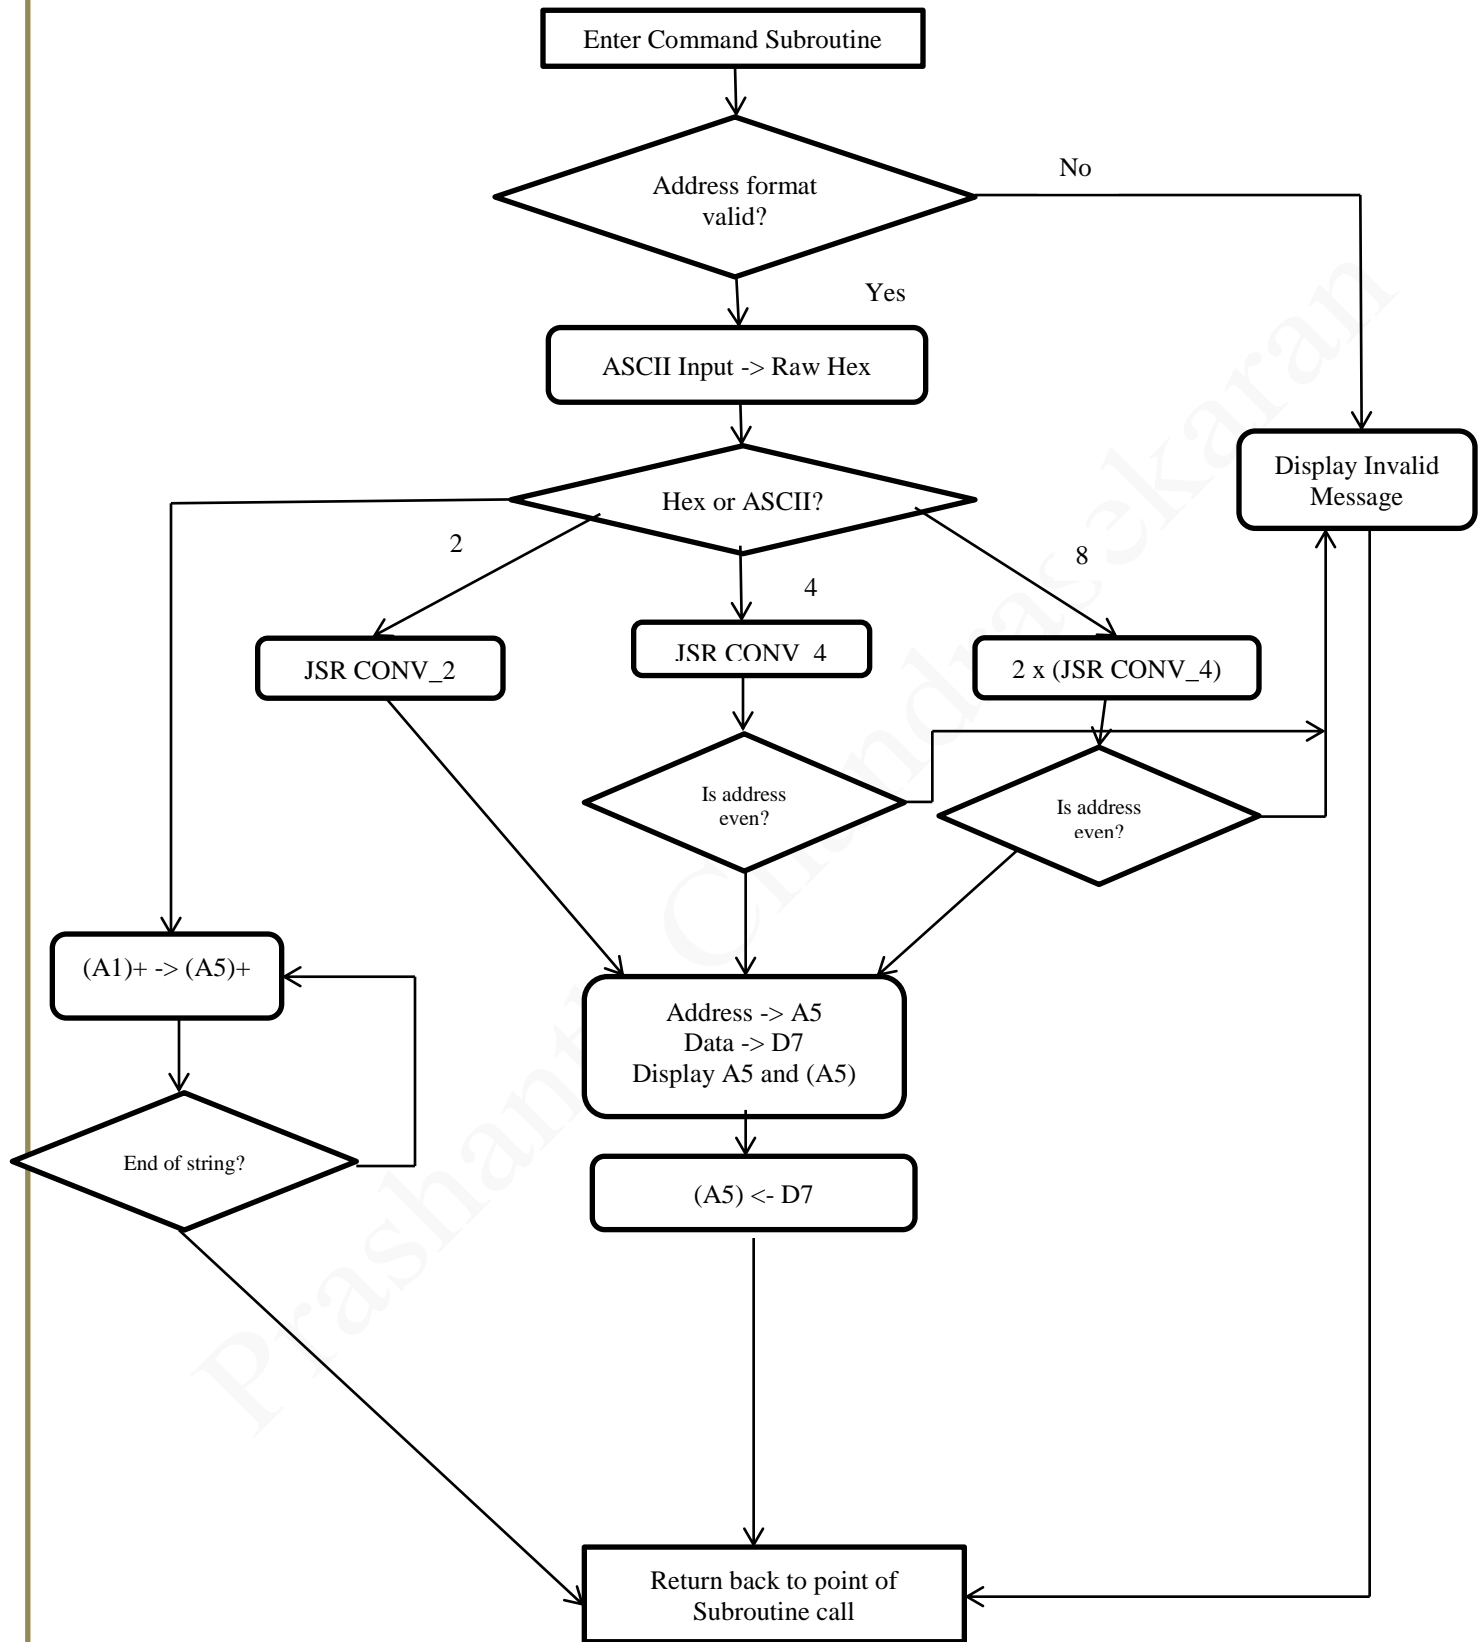 Enter Command Subroutine
Address format
valid?
No
Yes
ASCII Input -> Raw Hex
Hex or ASCII?
Display Invalid
Message
2
4
8
JSR CONV_2
JSR CONV_4
2 x (JSR CONV_4)
Is address
even?
Is address
even?
(A1)+ -> (A5)+
Address -> A5
Data -> D7
Display A5 and (A5)
End of string?
(A5) <- D7
Return back to point of
Subroutine call
Prashanth Chandrasekaran